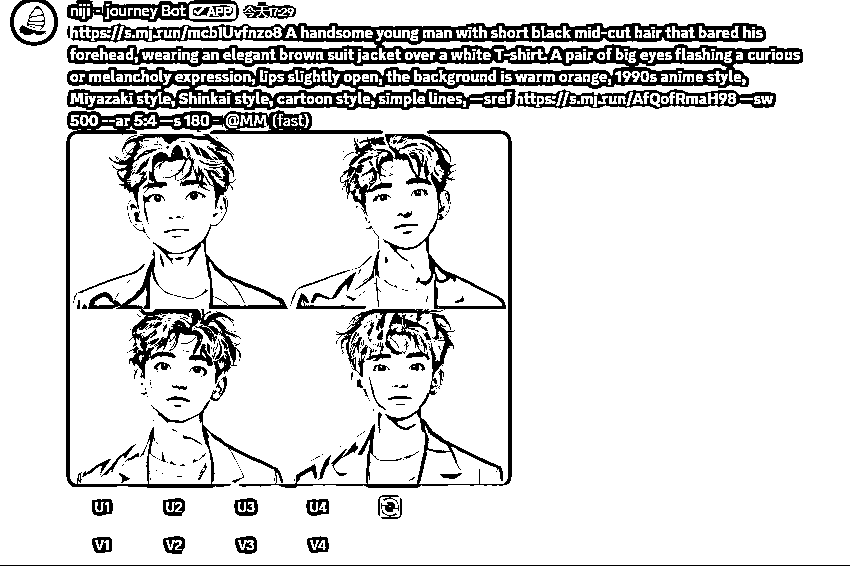 niji・journey Bot ✓APP 今天17:29
https://s.mj.run/mcb1Uvfnzo8 A handsome young man with short black mid-cut hair that bared his
forehead, wearing an elegant brown suit jacket over a white T-shirt. A pair of big eyes flashing a curious
or melancholy expression, lips slightly open, the background is warm orange, 1990s anime style,
Miyazaki style, Shinkai style, cartoon style, simple lines, --sref https://s.mj.run/AfQofRmaH98 --sw
500 --ar 5:4 --s 180 - @MM (fast)
U1 U2 U3 U4
V1 V2 V3 V4